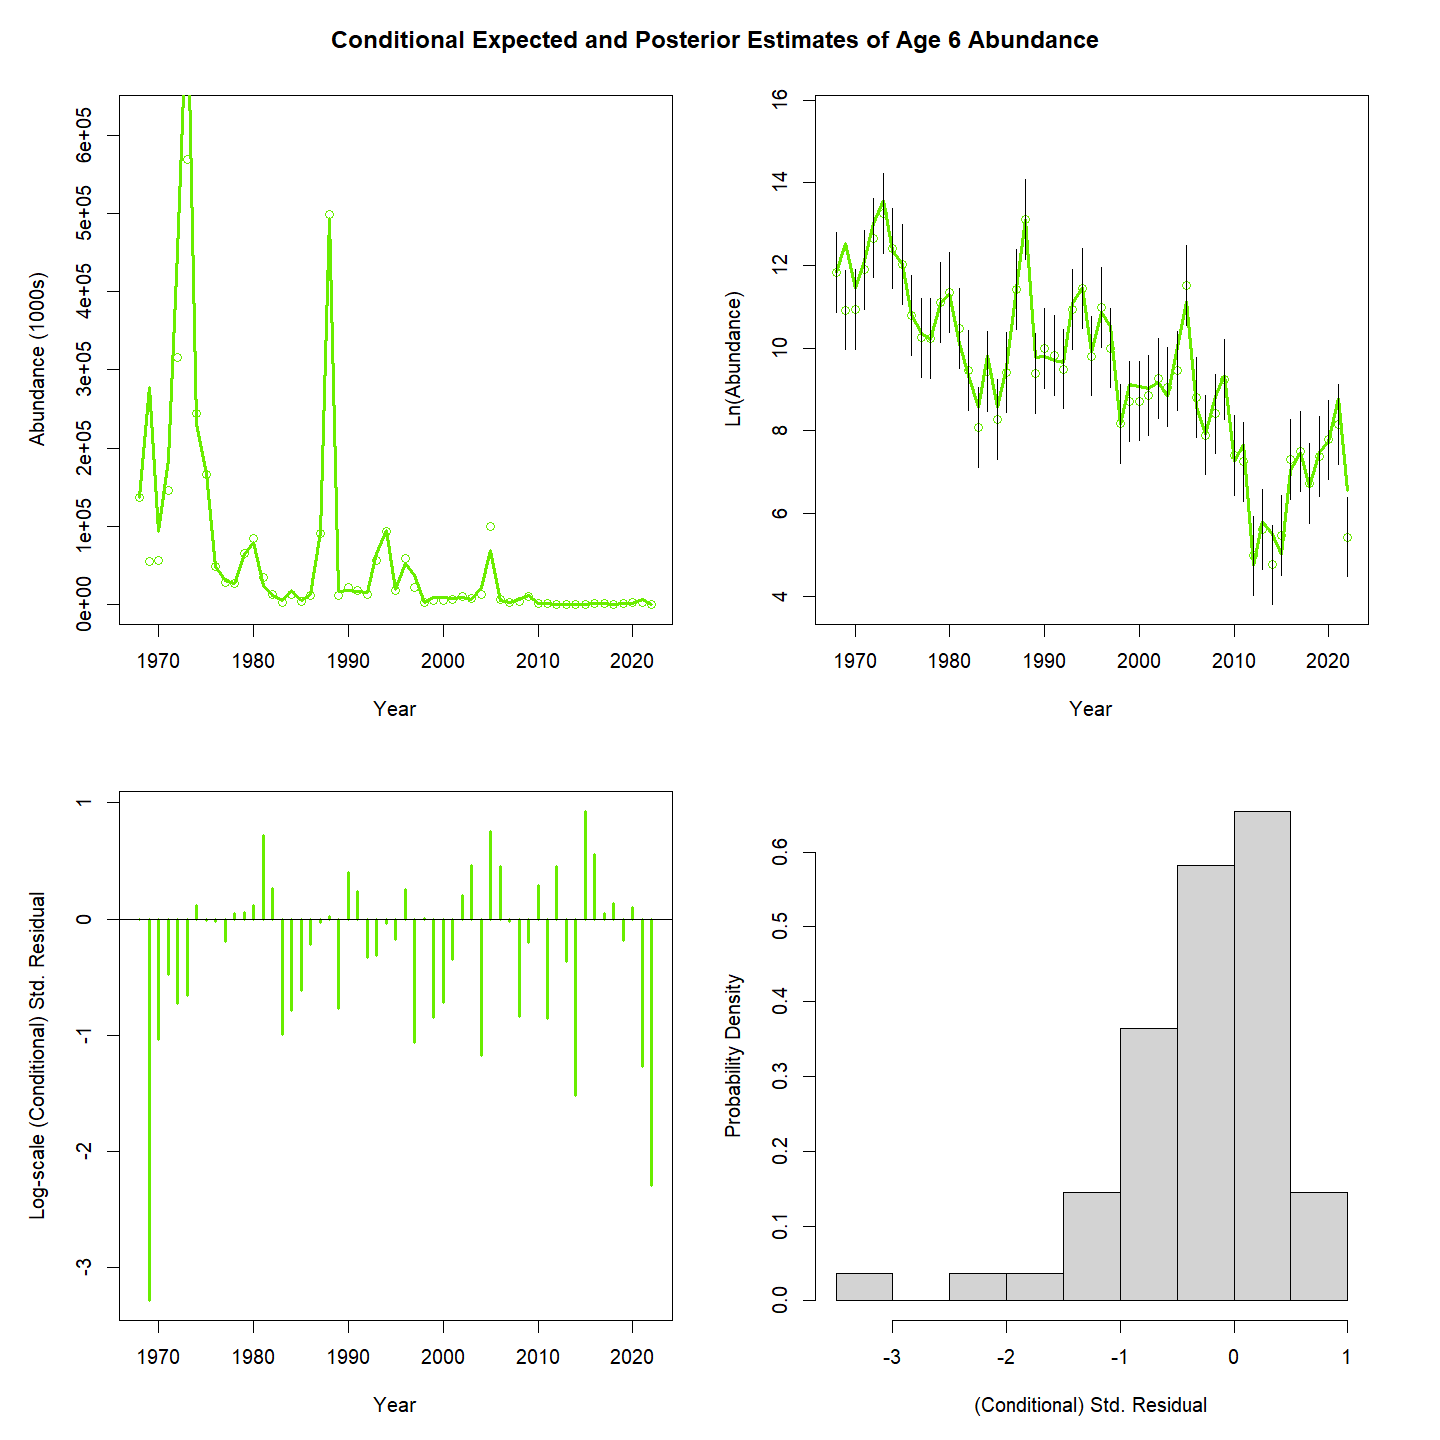 Conditional Expected and Posterior Estimates of Age 6 Abundance
Abundance (1000s)
0e+00 1e+05 2e+05 3e+05 4e+05 5e+05 6e+05
1970 1980 1990 2000 2010 2020
Year
Ln(Abundance)
4 6 8 10 12 14 16
1970 1980 1990 2000 2010 2020
Year
Log-scale (Conditional) Std. Residual
-3 -2 -1 0 1
1970 1980 1990 2000 2010 2020
Year
Probability Density
0.0 0.1 0.2 0.3 0.4 0.5 0.6
-3 -2 -1 0 1
(Conditional) Std. Residual